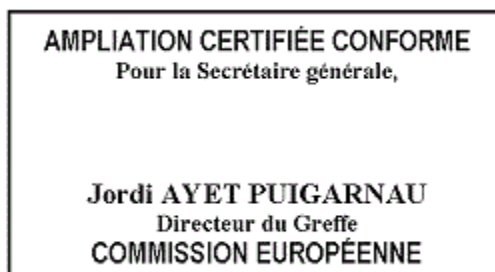 AMPLIATION CERTIFIÉE CONFORME
Pour la Secrétaire générale,
Jordi AYET PUIGARNAU
Directeur du Greffe
COMMISSION EUROPÉENNE